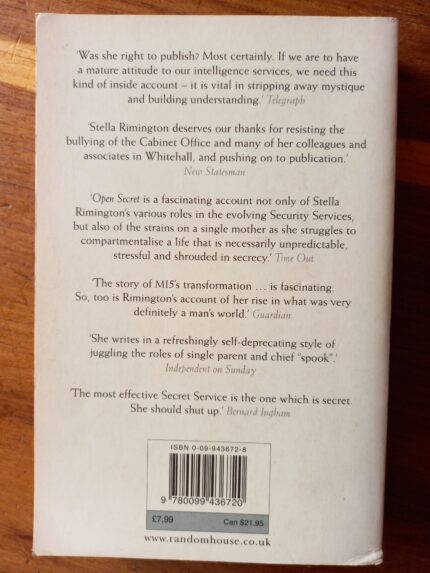 'Was she right to publish? Most certainly. If we are to have
a mature attitude to our intelligence services, we need this
kind of inside account – it is vital in stripping away mystique
and building understanding.' Telegraph
'Stella Rimington deserves our thanks for resisting the
bullying of the Cabinet Office and many of her colleagues and
associates in Whitehall, and pushing on to publication.'
New Statesman
'Open Secret is a fascinating account not only of Stella
Rimington's various roles in the evolving Security Services,
but also of the strains on a single mother as she struggles to
compartmentalise a life that is necessarily unpredictable,
stressful and shrouded in secrecy.' Time Out
'The story of MI5's transformation ... is fascinating.
So, too is Rimington's account of her rise in what was very
definitely a man's world.' Guardian
'She writes in a refreshingly self-deprecating style of
juggling the roles of single parent and chief "spook".'
Independent on Sunday
'The most effective Secret Service is the one which is secret.
She should shut up.' Bernard Ingham
ISBN 0-09-943672-8
9 780099 436720
£7.99 Can $21.95
www.randomhouse.co.uk